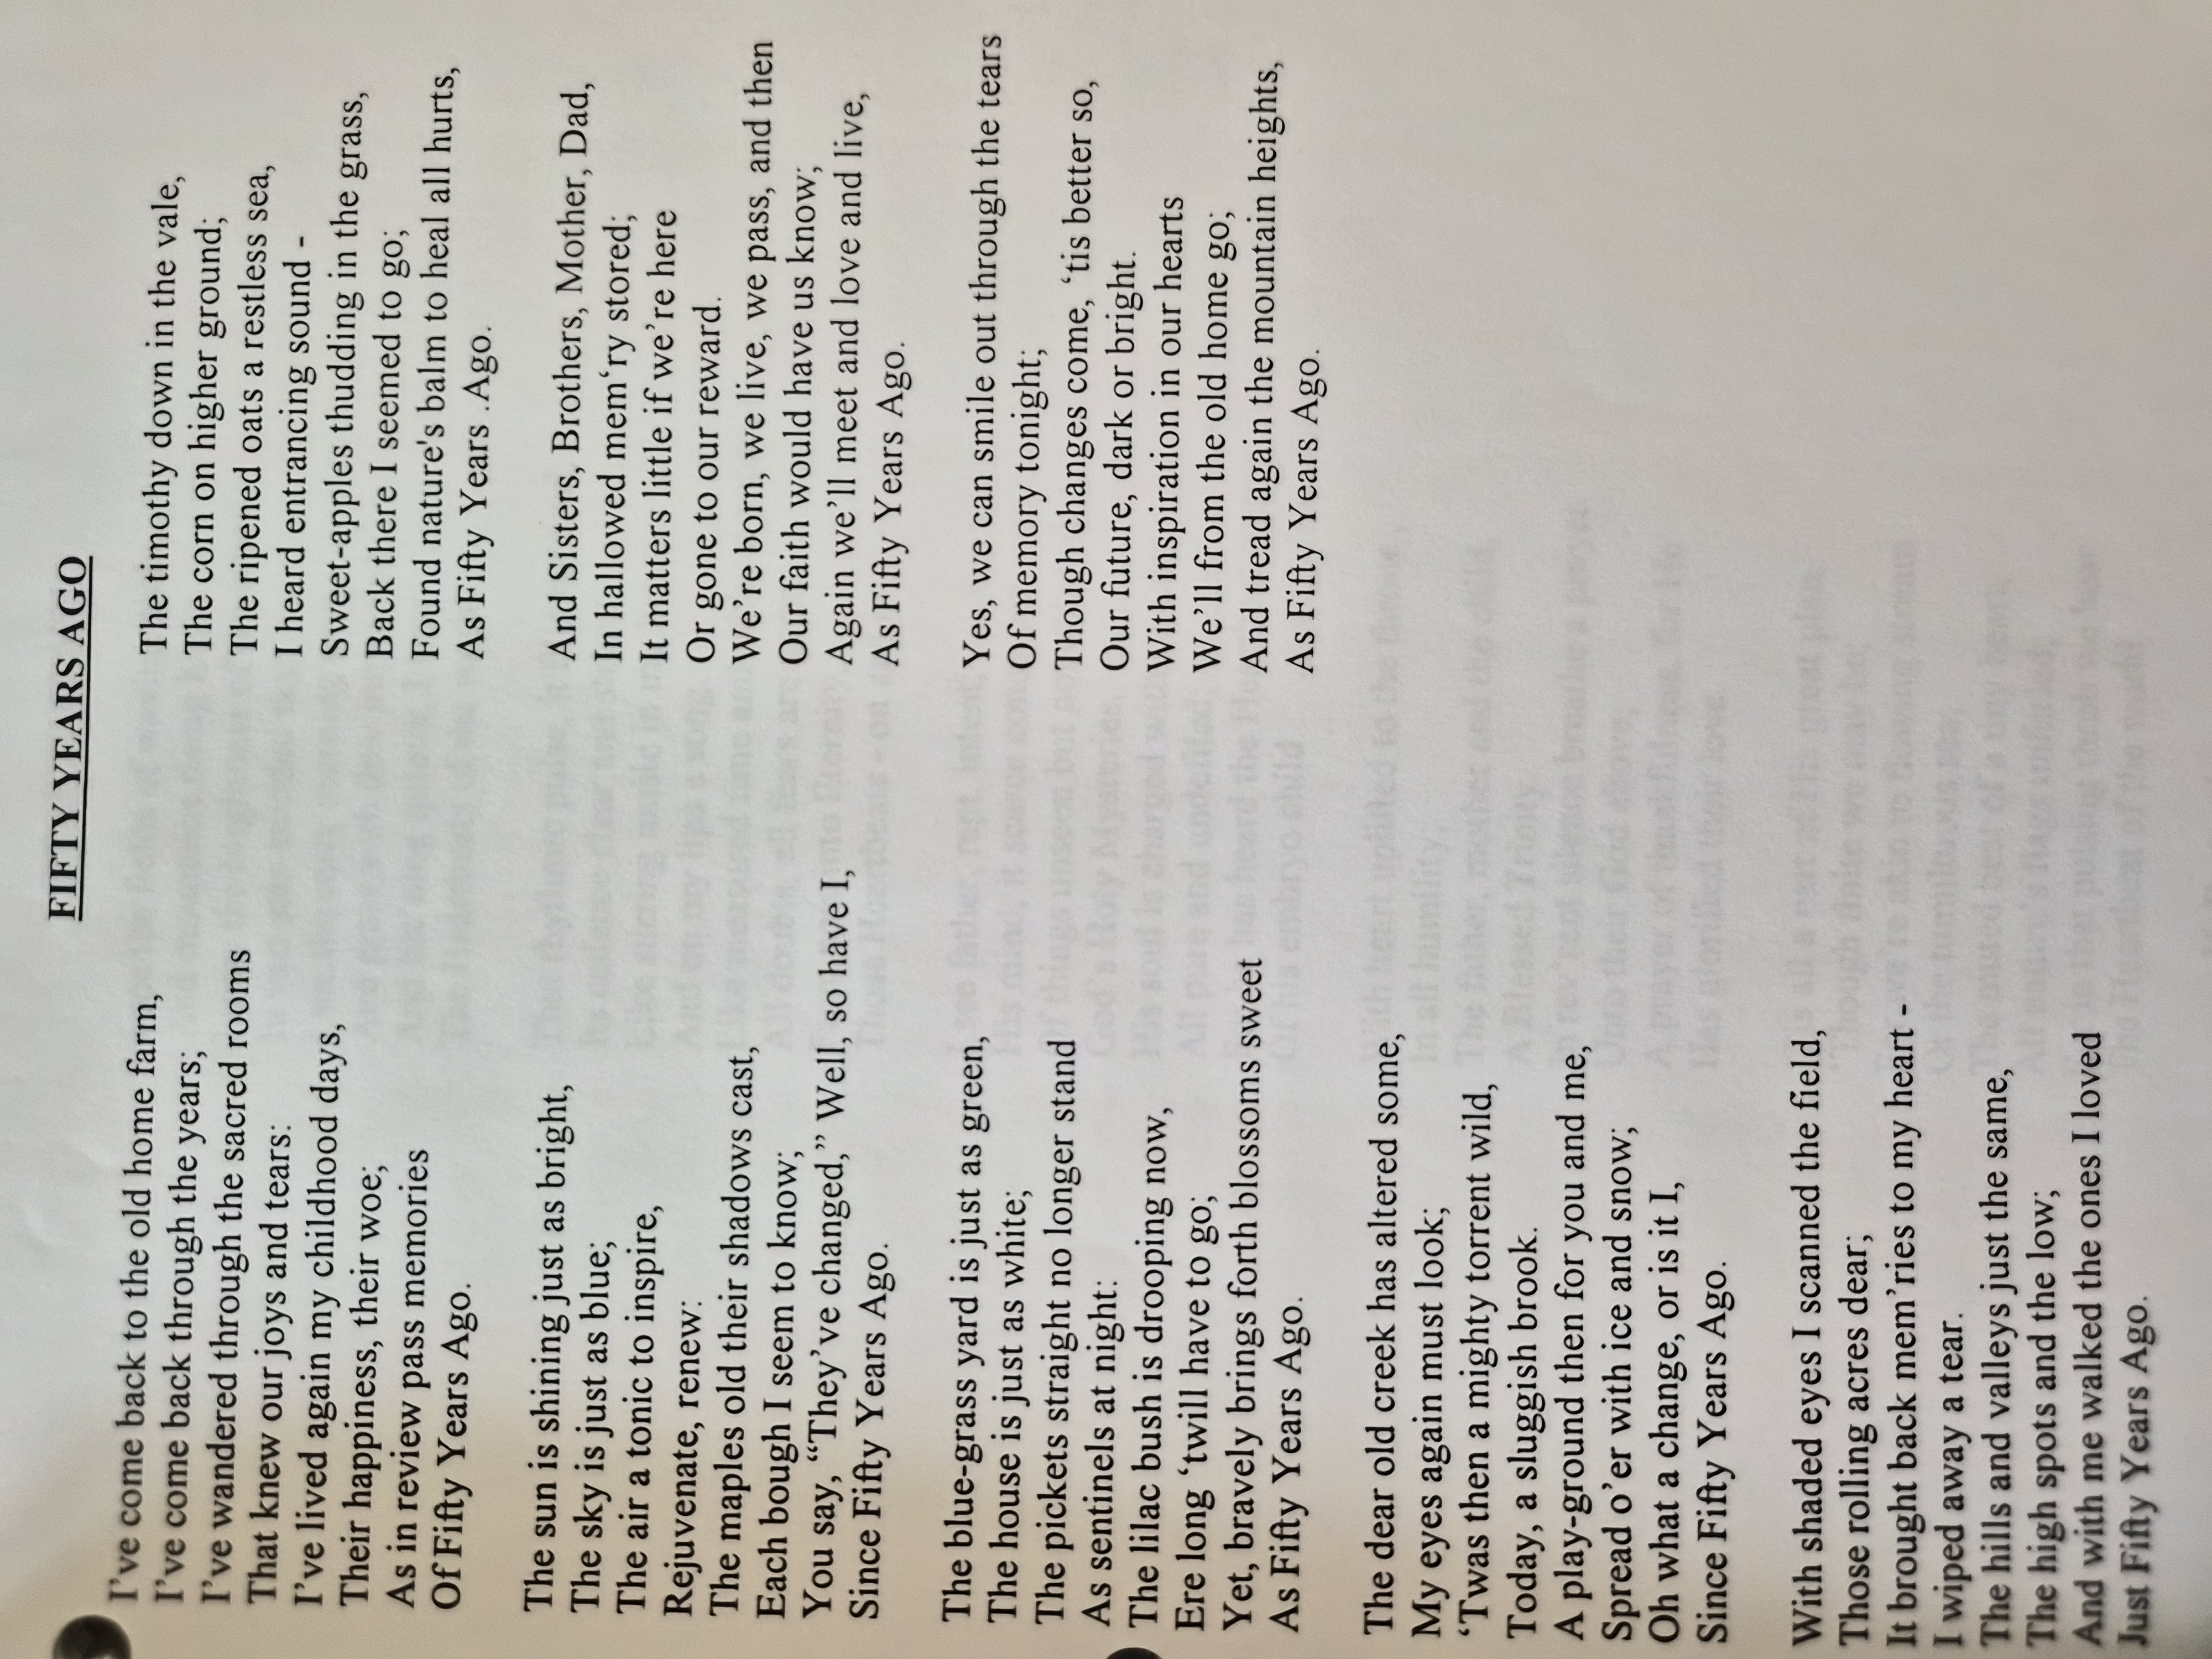 FIFTY YEARS AGO
I've come back to the old home farm,
I've come back through the years;
I've wandered through the sacred rooms
That knew our joys and tears:
I've lived again my childhood days,
Their happiness, their woe;
As in review pass memories
Of Fifty Years Ago.
The sun is shining just as bright,
The sky is just as blue;
The air a tonic to inspire,
Rejuvenate, renew:
The maples old their shadows cast,
Each bough I seem to know;
You say, “They’ve changed,” Well, so have I,
Since Fifty Years Ago.
The blue-grass yard is just as green,
The house is just as white;
The pickets straight no longer stand
As sentinels at night:
The lilac bush is drooping now,
Ere long ‘twill have to go;
Yet, bravely brings forth blossoms sweet
As Fifty Years Ago.
The dear old creek has altered some,
My eyes again must look;
‘Twas then a mighty torrent wild,
Today, a sluggish brook.
A play-ground then for you and me,
Spread o’er with ice and snow;
Oh what a change, or is it I,
Since Fifty Years Ago.
With shaded eyes I scanned the field,
Those rolling acres dear;
It brought back mem’ries to my heart -
I wiped away a tear.
The hills and valleys just the same,
The high spots and the low;
And with me walked the ones I loved
Just Fifty Years Ago.
The timothy down in the vale,
The corn on higher ground;
The ripened oats a restless sea,
I heard entrancing sound -
Sweet-apples thudding in the grass,
Back there I seemed to go;
Found nature's balm to heal all hurts,
As Fifty Years .Ago.
And Sisters, Brothers, Mother, Dad,
In hallowed mem‘ry stored;
It matters little if we’re here
Or gone to our reward.
We’re born, we live, we pass, and then
Our faith would have us know;
Again we’ll meet and love and live,
As Fifty Years Ago.
Yes, we can smile out through the tears
Of memory tonight;
Though changes come, ‘tis better so,
Our future, dark or bright.
With inspiration in our hearts
We’ll from the old home go;
And tread again the mountain heights,
As Fifty Years Ago.